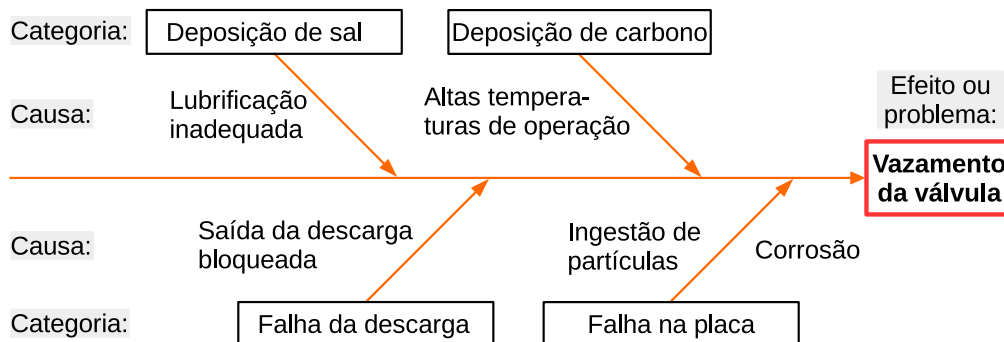 Categoria:
Deposição de sal
Deposição de carbono
Causa:
Lubrificação
inadequada
Altas tempera-
turas de operação
Efeito ou
problema:
Vazamento
da válvula
Causa:
Saída da descarga
bloqueada
Ingestão de
partículas
Corrosão
Categoria:
Falha da descarga
Falha na placa